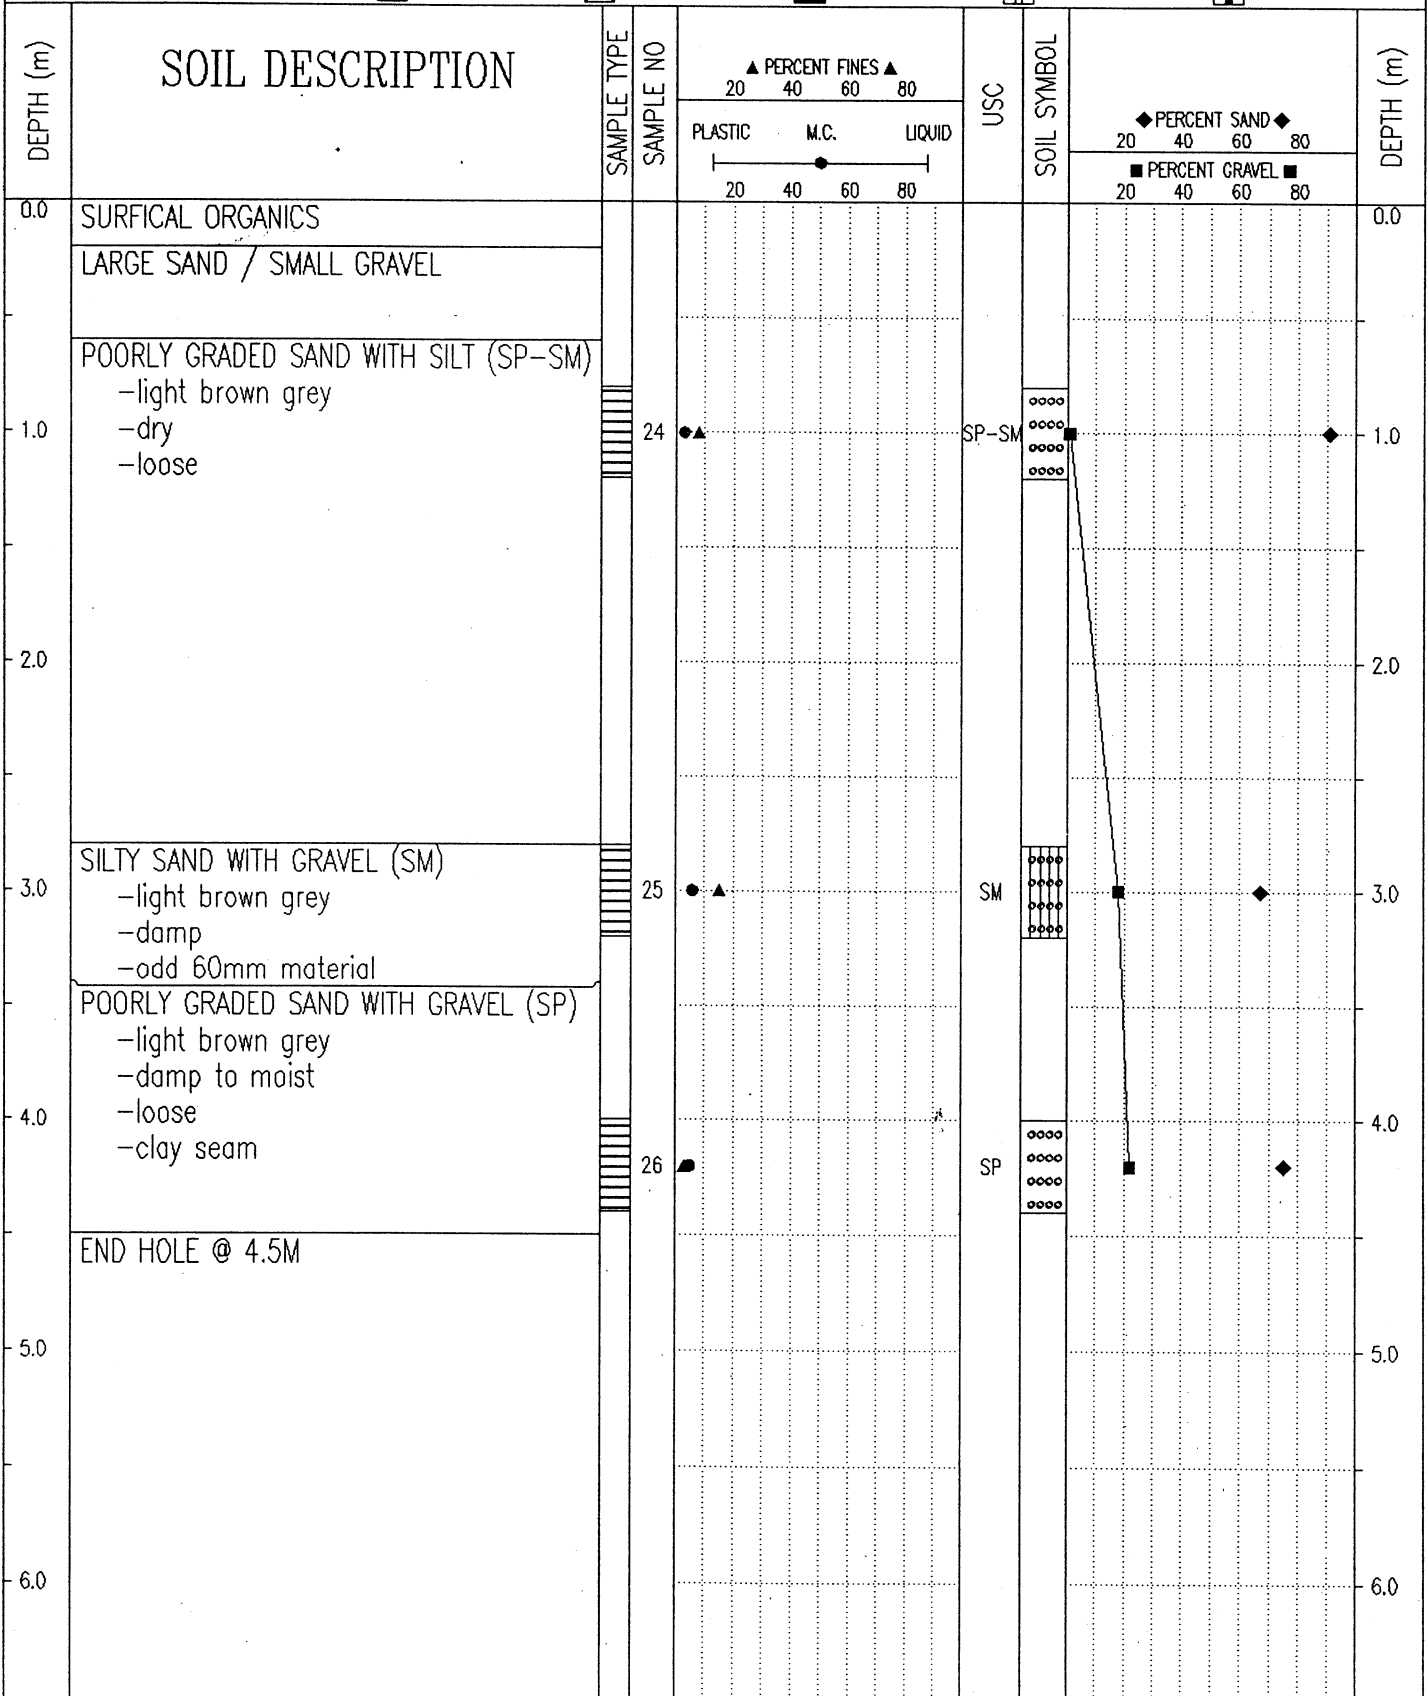 DEPTH (m)
SOIL DESCRIPTION
SAMPLE TYPE
SAMPLE NO
▲ PERCENT FINES ▲
20 40 60 80
PLASTIC M.C. LIQUID
20 40 60 80
USC
SOIL SYMBOL
◆ PERCENT SAND ◆
20 40 60 80
■ PERCENT GRAVEL ■
20 40 60 80
DEPTH (m)
0.0
SURFICAL ORGANICS
0.0
LARGE SAND / SMALL GRAVEL
POORLY GRADED SAND WITH SILT (SP-SM)
-light brown grey
1.0
-dry
24
SP-SM
1.0
-loose
2.0
2.0
SILTY SAND WITH GRAVEL (SM)
3.0
-light brown grey
25
SM
3.0
-damp
-odd 60mm material
POORLY GRADED SAND WITH GRAVEL (SP)
-light brown grey
-damp to moist
4.0
-loose
4.0
-clay seam
26
SP
END HOLE @ 4.5M
5.0
5.0
6.0
6.0